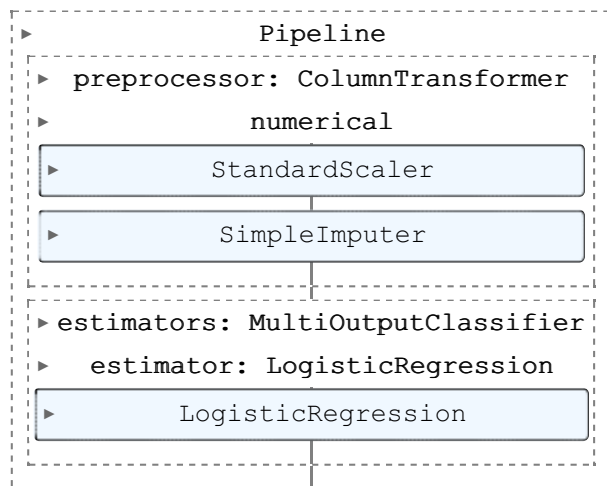 Pipeline
preprocessor: ColumnTransformer
numerical
StandardScaler
SimpleImputer
estimators: MultiOutputClassifier
estimator: LogisticRegression
LogisticRegression